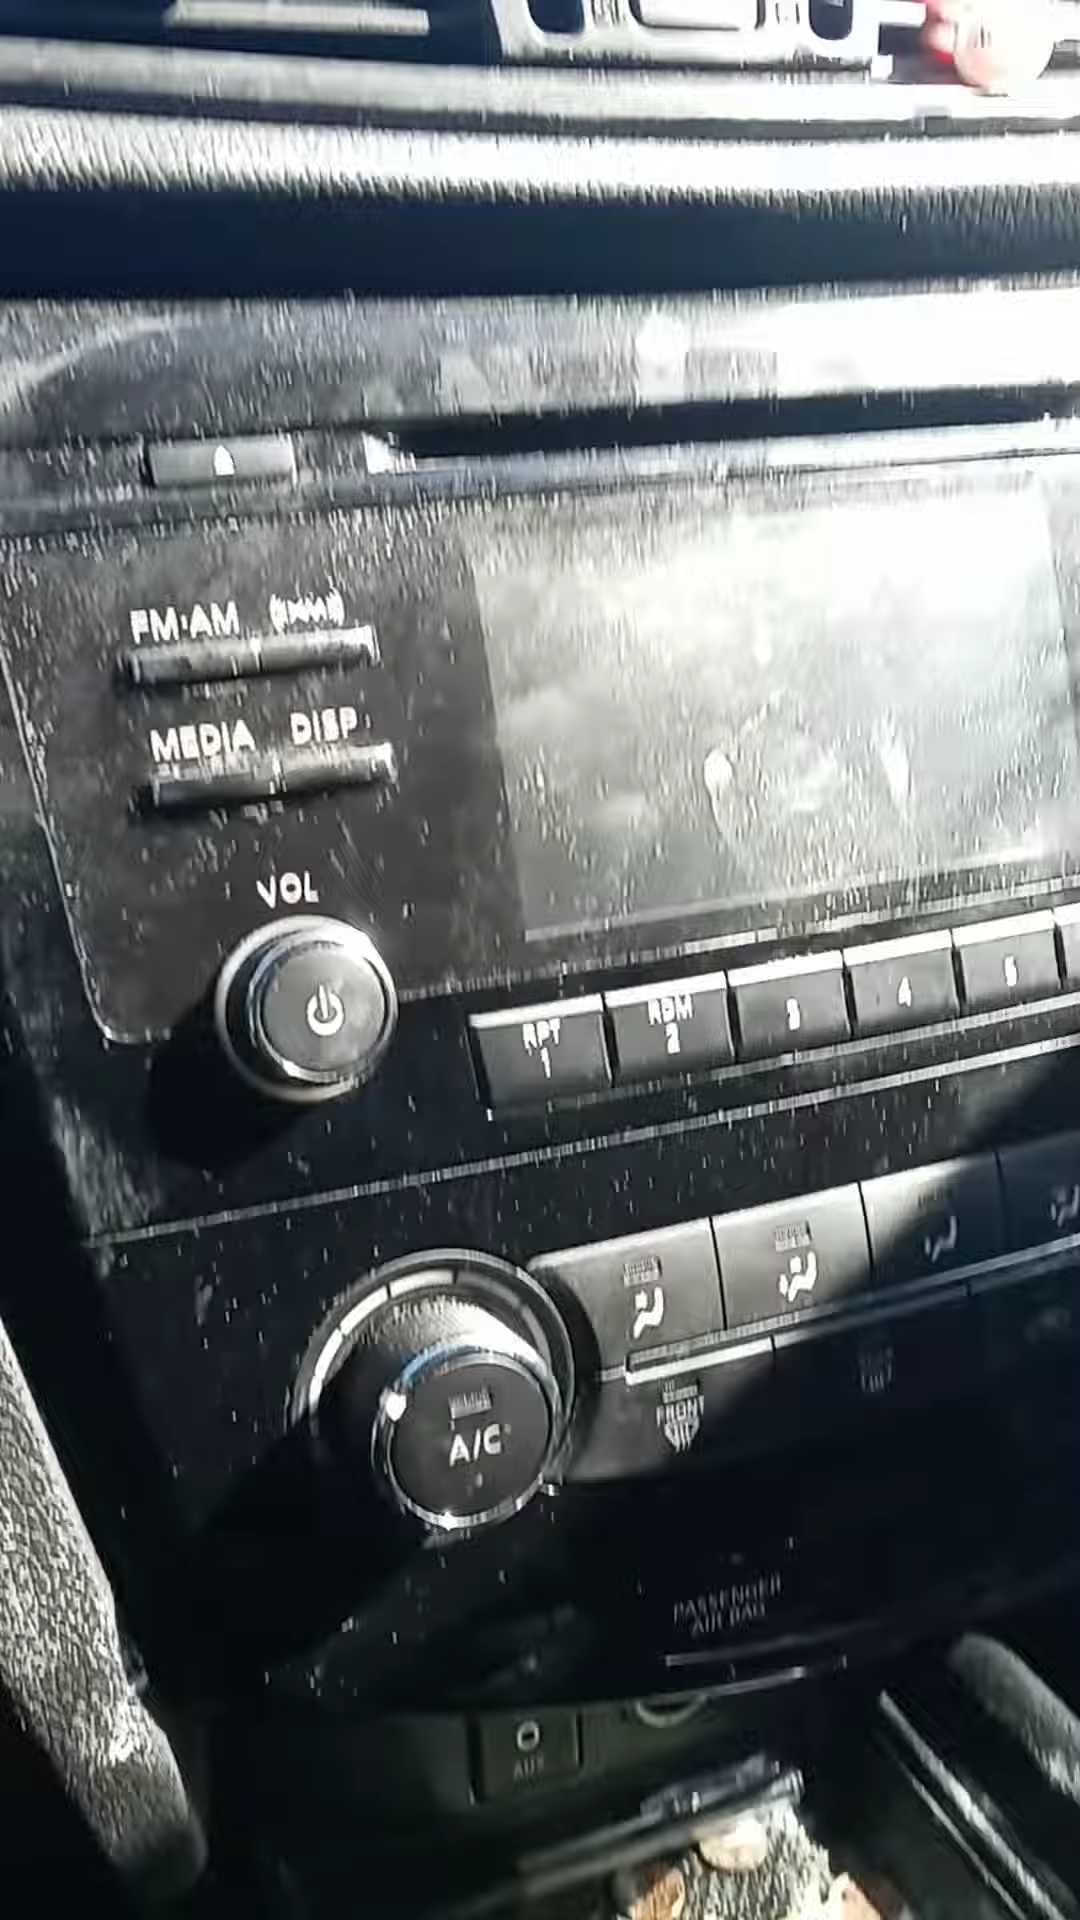 FM·AM
MEDIA DISP
VOL
RPT
1
RDM
2
3
4
5
A/C
FRONT
PASSENGER
AIR BAG
AUX